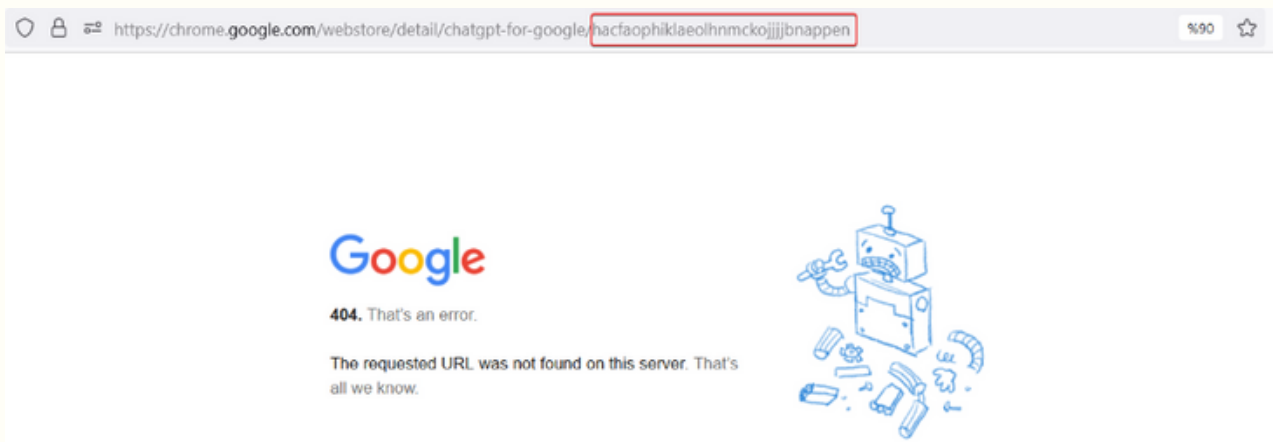 https://chrome.google.com/webstore/detail/chatgpt-for-google/hacfaophiklaeolhnmckojjjjbnappen
%90
Google
404. That's an error.
The requested URL was not found on this server. That's
all we know.